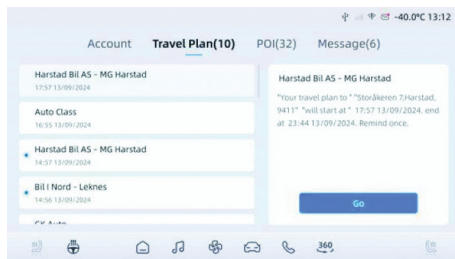 -40.0°C 13:12
Account Travel Plan(10) POI(32) Message(6)
Harstad Bil AS - MG Harstad
17:57 13/09/2024
Auto Class
16:55 13/09/2024
Harstad Bil AS - MG Harstad
14:57 13/09/2024
Bil I Nord - Leknes
14:56 13/09/2024
GK Auto
Harstad Bil AS - MG Harstad
"Your travel plan to " "Storåkeren 7,Harstad,
9411" "will start at " 17:57 13/09/2024. end
at 23:44 13/09/2024. Remind once.
Go
360